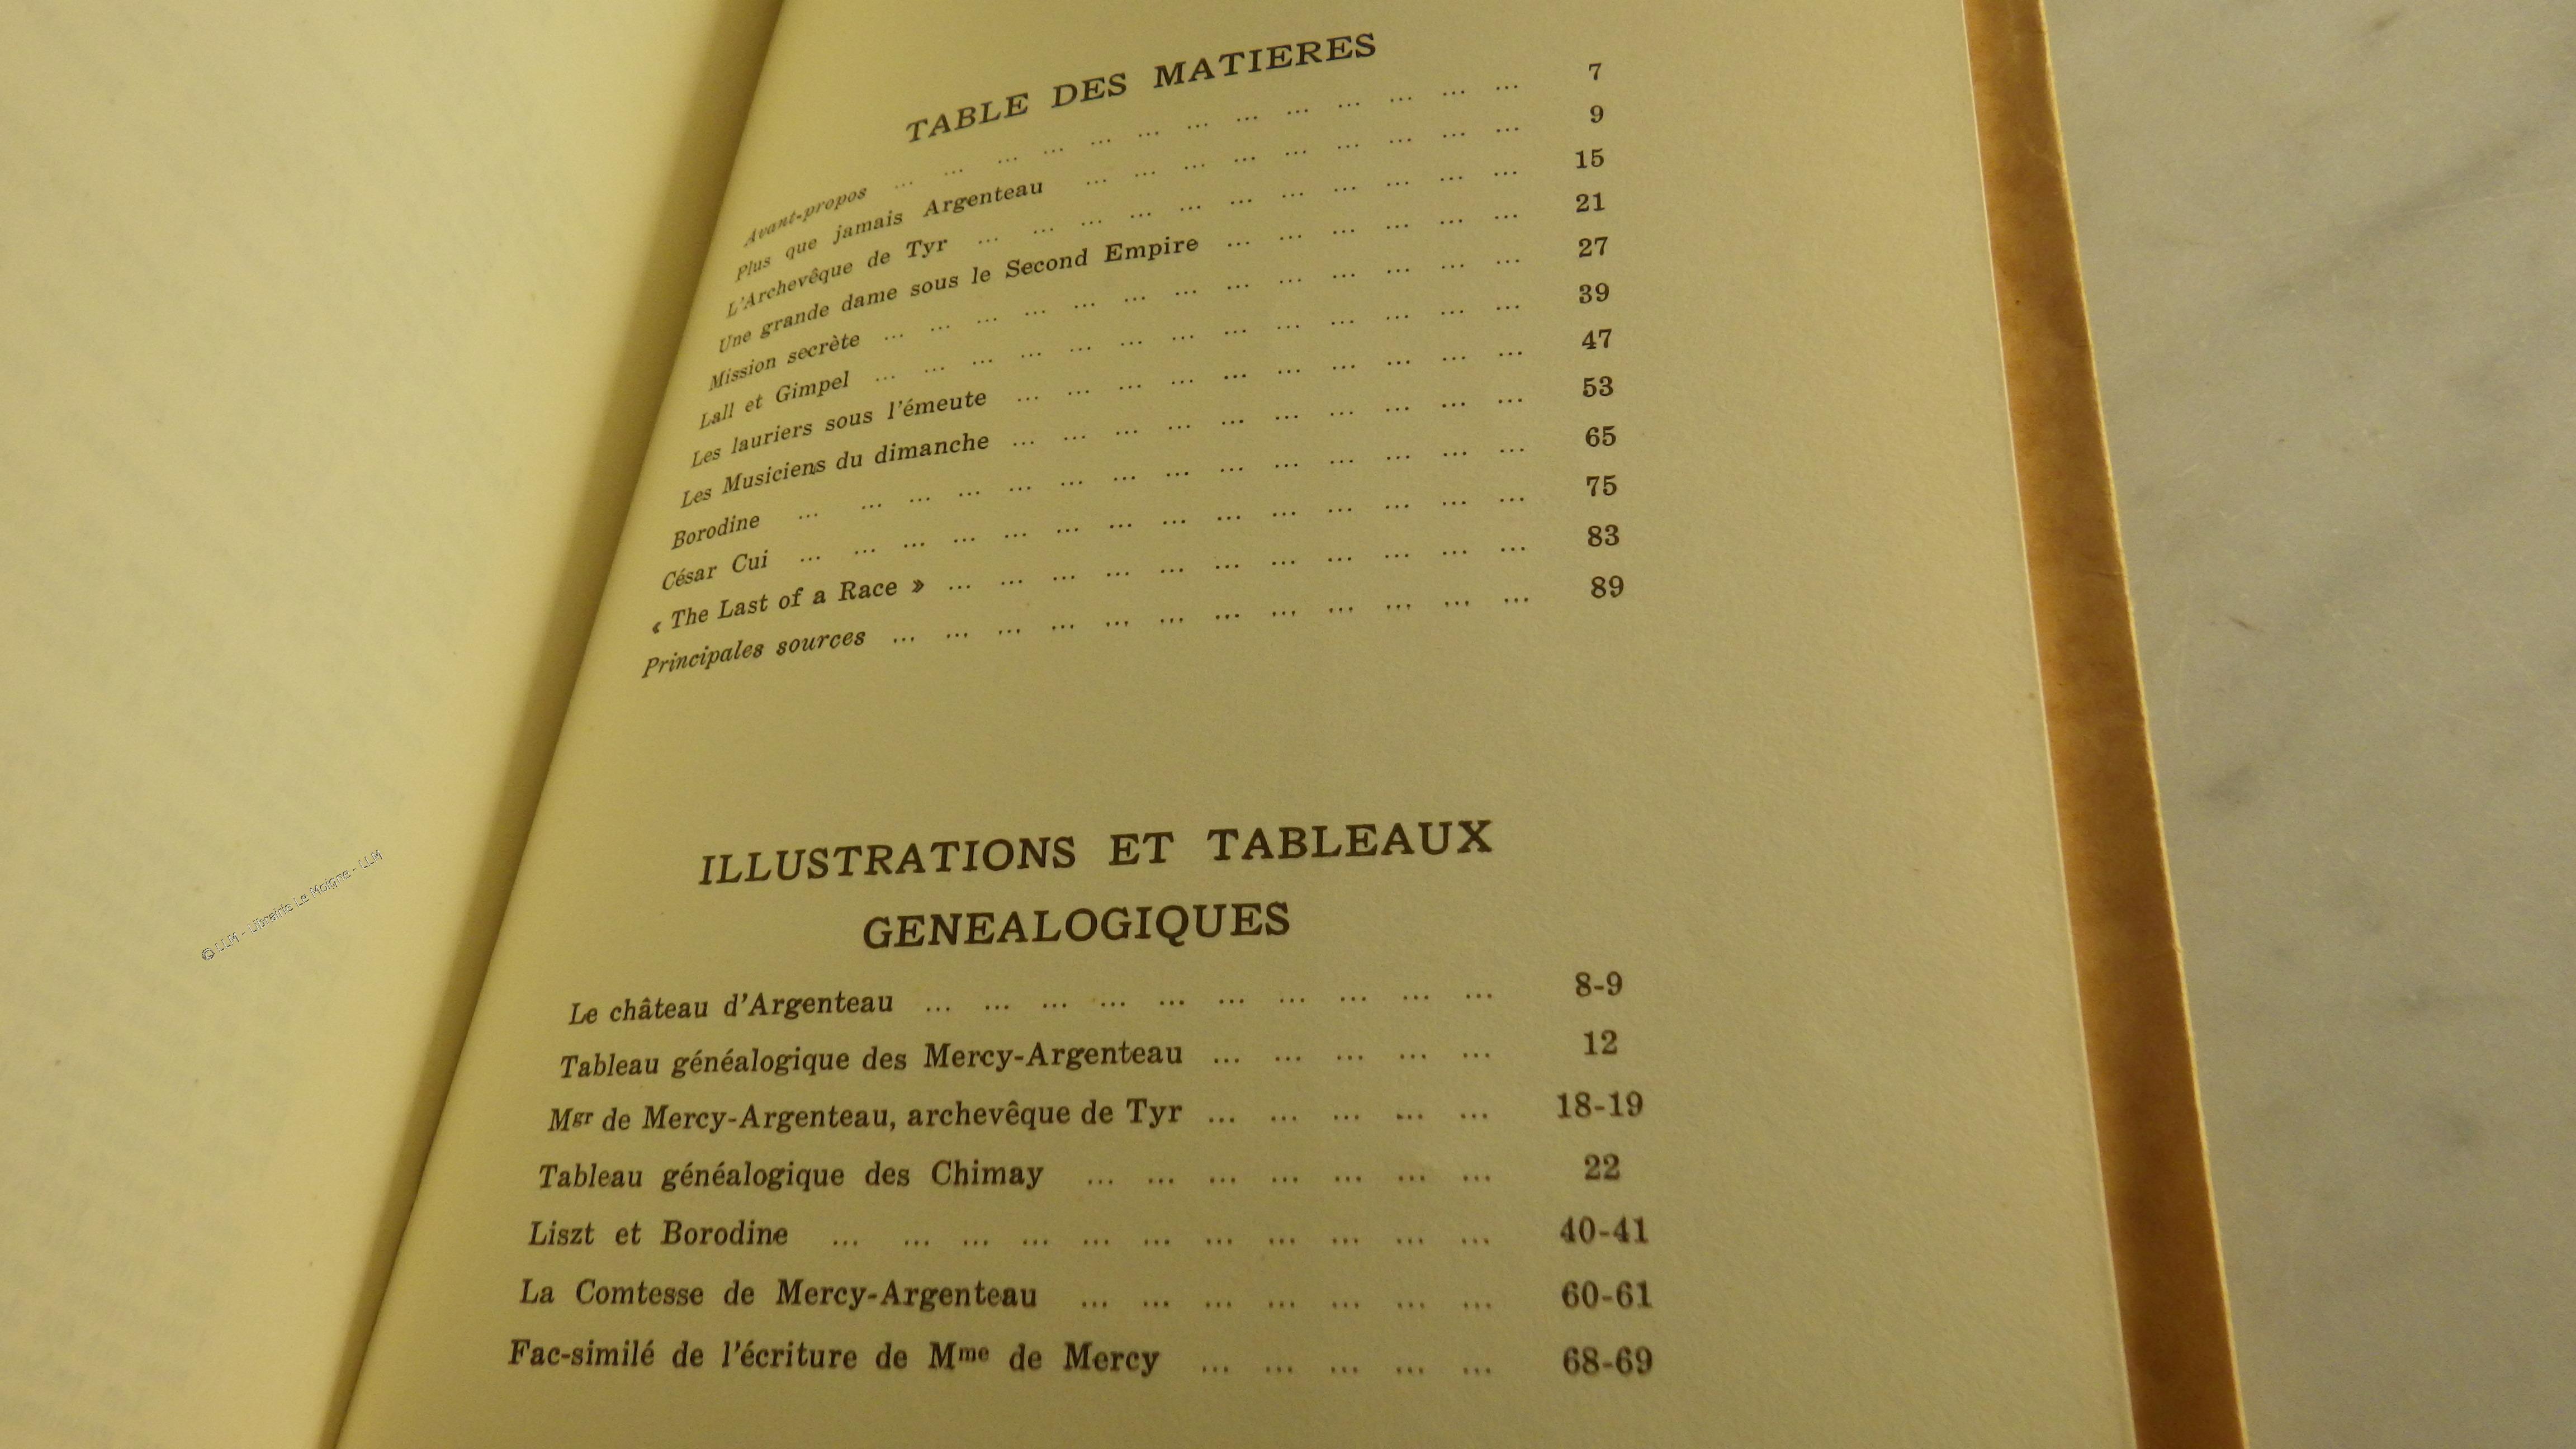 TABLE DES MATIERES
Avant-propos ... ... ... ... ... ... ... ... ... ... ... ... ... 7
Plus que jamais Argenteau ... ... ... ... ... ... ... ... ... 9
L'Archevêque de Tyr ... ... ... ... ... ... ... ... ... ... ... 15
Une grande dame sous le Second Empire ... ... ... ... ... ... 21
Mission secrète ... ... ... ... ... ... ... ... ... ... ... ... ... 27
Lall et Gimpel ... ... ... ... ... ... ... ... ... ... ... ... ... 39
Les lauriers sous l'émeute ... ... ... ... ... ... ... ... ... ... 47
Les Musiciens du dimanche ... ... ... ... ... ... ... ... ... ... 53
Borodine ... ... ... ... ... ... ... ... ... ... ... ... ... ... 65
César Cui ... ... ... ... ... ... ... ... ... ... ... ... ... ... 75
« The Last of a Race » ... ... ... ... ... ... ... ... ... ... ... 83
Principales sources ... ... ... ... ... ... ... ... ... ... ... ... 89
ILLUSTRATIONS ET TABLEAUX
GENEALOGIQUES
Le château d'Argenteau ... ... ... ... ... ... ... ... ... ... 8-9
Tableau généalogique des Mercy-Argenteau ... ... ... ... ... 12
Mgr de Mercy-Argenteau, archevêque de Tyr ... ... ... ... ... 18-19
Tableau généalogique des Chimay ... ... ... ... ... ... ... 22
Liszt et Borodine ... ... ... ... ... ... ... ... ... ... ... 40-41
La Comtesse de Mercy-Argenteau ... ... ... ... ... ... ... 60-61
Fac-similé de l'écriture de Mme de Mercy ... ... ... ... ... 68-69
© LLM - Librairie Le Moigne - LLM